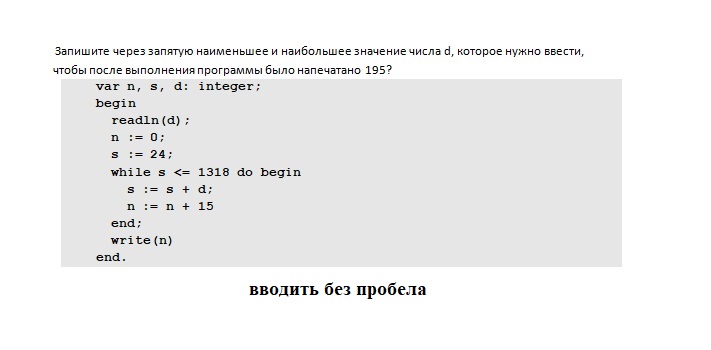 Запишите через запятую наименьшее и наибольшее значение числа d, которое нужно ввести,
чтобы после выполнения программы было напечатано 195?
var n, s, d: integer;
begin
readln(d);
n := 0;
s := 24;
while s <= 1318 do begin
s := s + d;
n := n + 15
end;
write(n)
end.
вводить без пробела